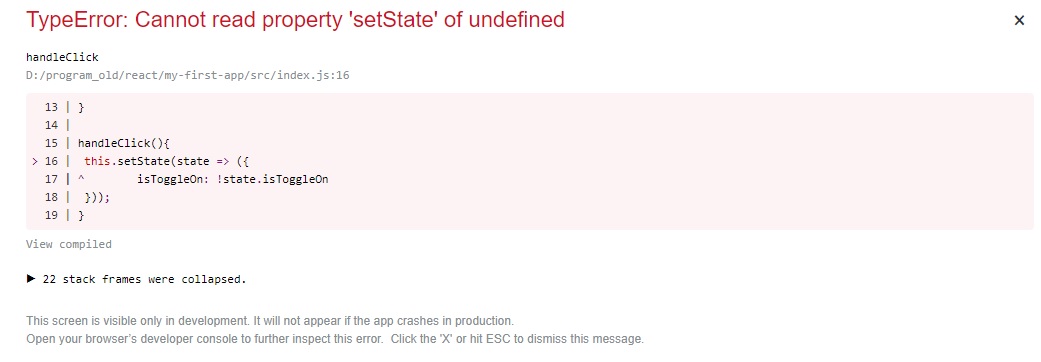 TypeError: Cannot read property 'setState' of undefined
×
handleClick
D:/program_old/react/my-first-app/src/index.js:16
13 | }
14 |
15 | handleClick(){
> 16 |  this.setState(state => ({
17 | ^       isToggleOn: !state.isToggleOn
18 |  }));
19 | }
View compiled
▶ 22 stack frames were collapsed.
This screen is visible only in development. It will not appear if the app crashes in production.
Open your browser’s developer console to further inspect this error.  Click the 'X' or hit ESC to dismiss this message.